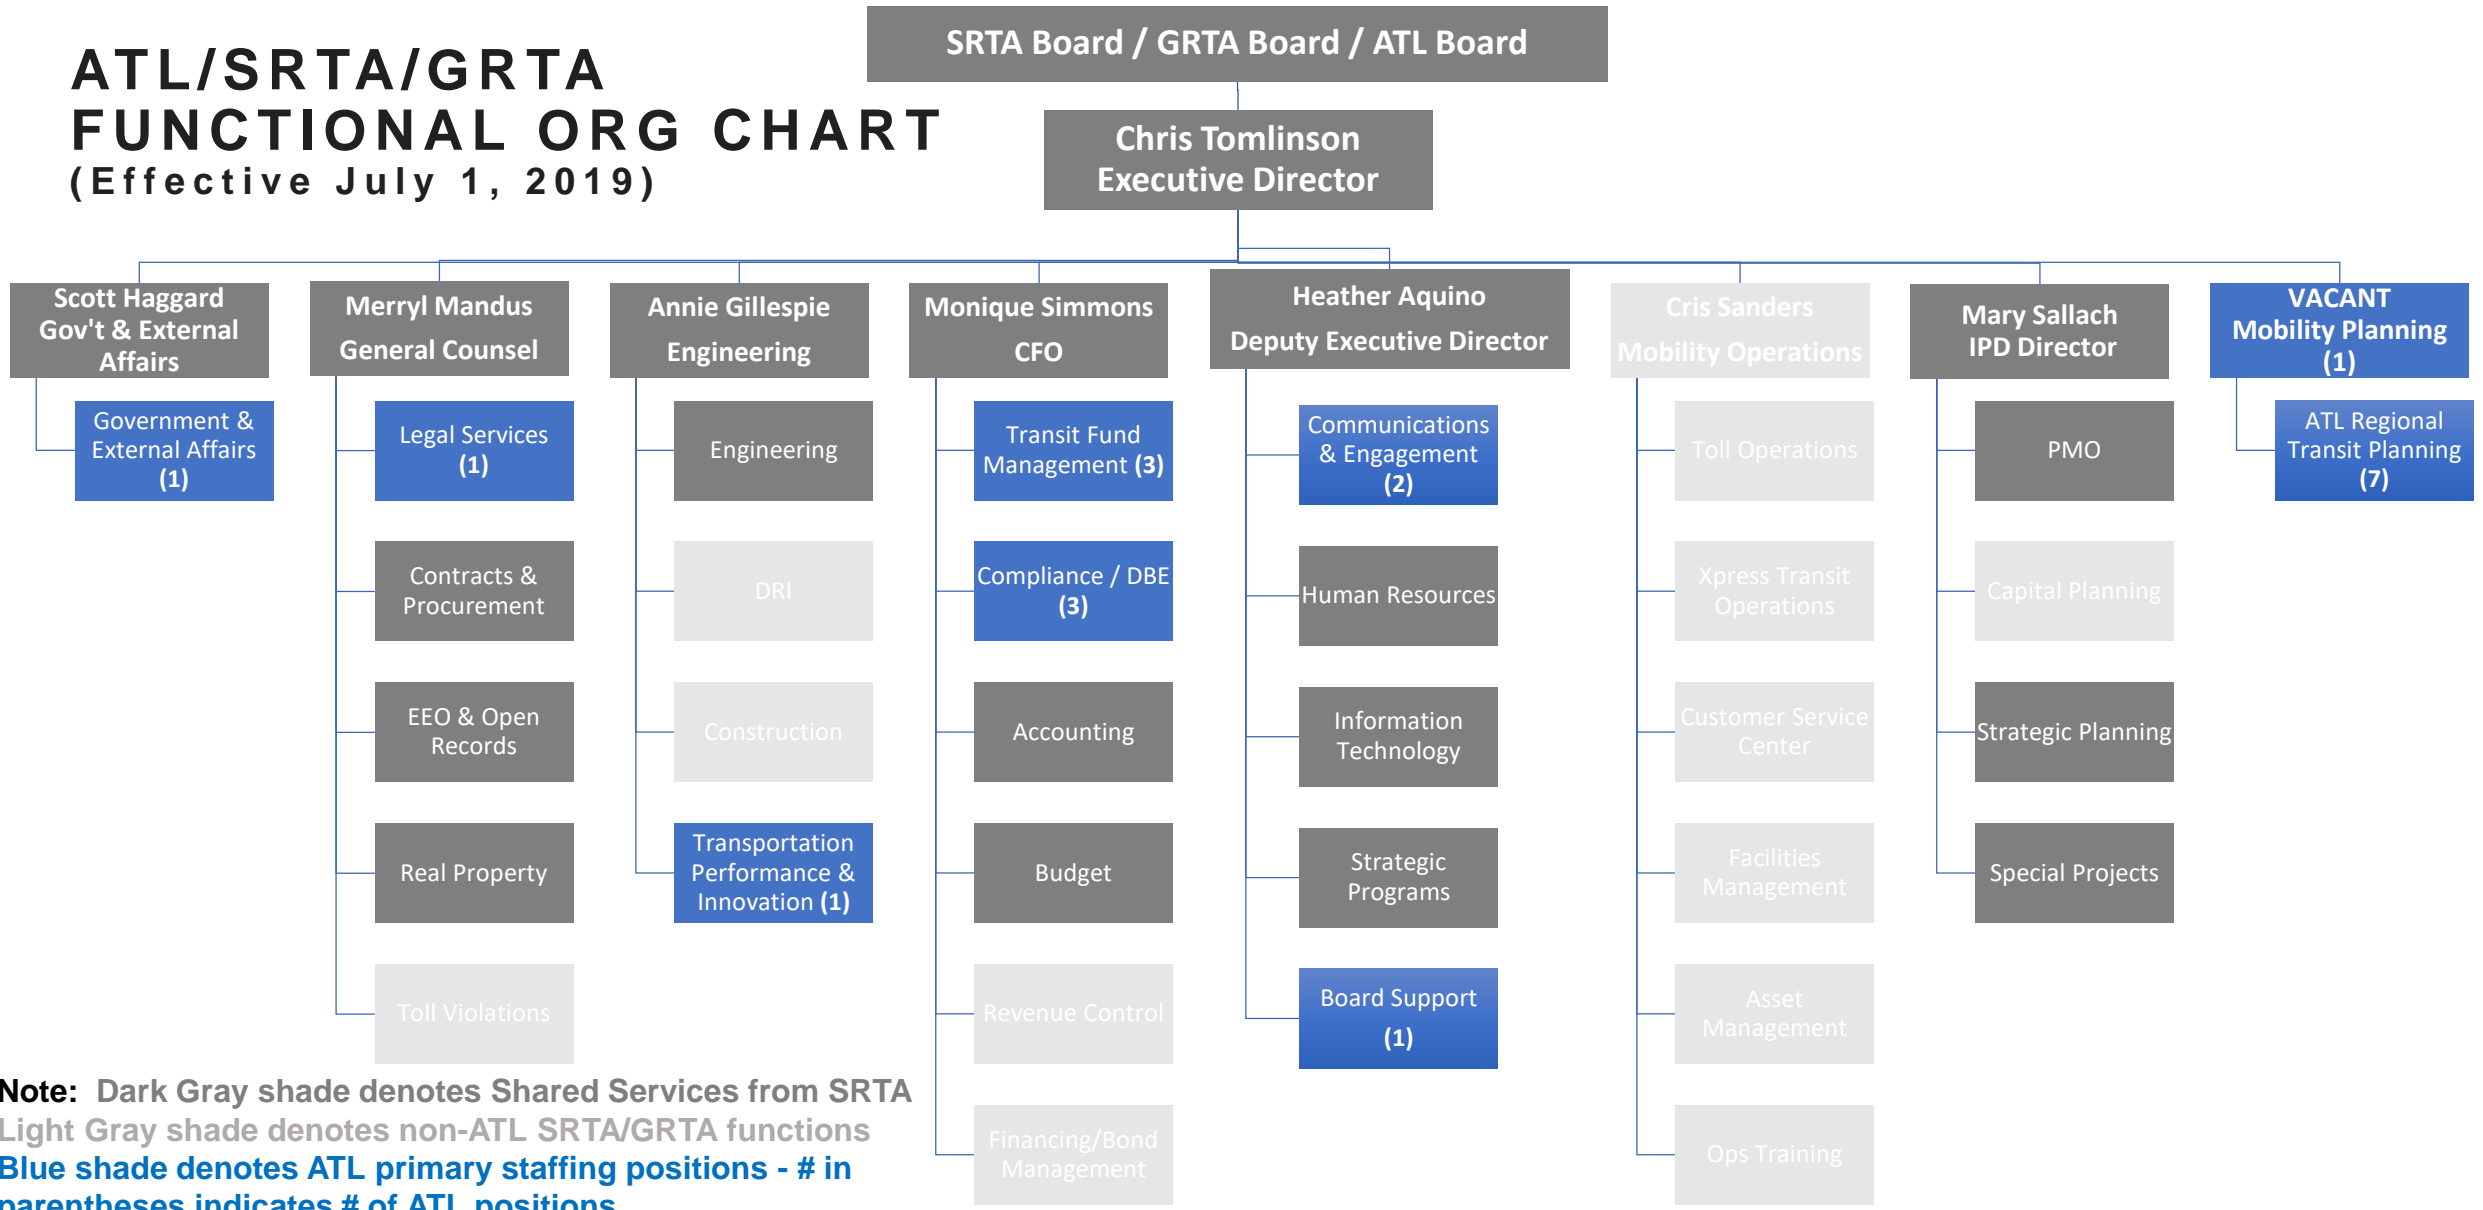 ATL/SRTA/GRTA
FUNCTIONAL ORG CHART
(Effective July 1, 2019)
SRTA Board / GRTA Board / ATL Board
Chris Tomlinson
Executive Director
Scott Haggard
Gov't & External
Affairs
Government &
External Affairs
(1)
Merryl Mandus
General Counsel
Legal Services
(1)
Contracts &
Procurement
EEO & Open
Records
Real Property
Toll Violations
Annie Gillespie
Engineering
Engineering
DRI
Construction
Transportation
Performance &
Innovation (1)
Monique Simmons
CFO
Transit Fund
Management (3)
Compliance / DBE
(3)
Accounting
Budget
Revenue Control
Financing/Bond
Management
Heather Aquino
Deputy Executive Director
Communications
& Engagement
(2)
Human Resources
Information
Technology
Strategic
Programs
Board Support
(1)
Cris Sanders
Mobility Operations
Toll Operations
Xpress Transit
Operations
Customer Service
Center
Facilities
Management
Asset
Management
Ops Training
Mary Sallach
IPD Director
PMO
Capital Planning
Strategic Planning
Special Projects
VACANT
Mobility Planning
(1)
ATL Regional
Transit Planning
(7)
Note: Dark Gray shade denotes Shared Services from SRTA
Light Gray shade denotes non-ATL SRTA/GRTA functions
Blue shade denotes ATL primary staffing positions - # in
parentheses indicates # of ATL positions